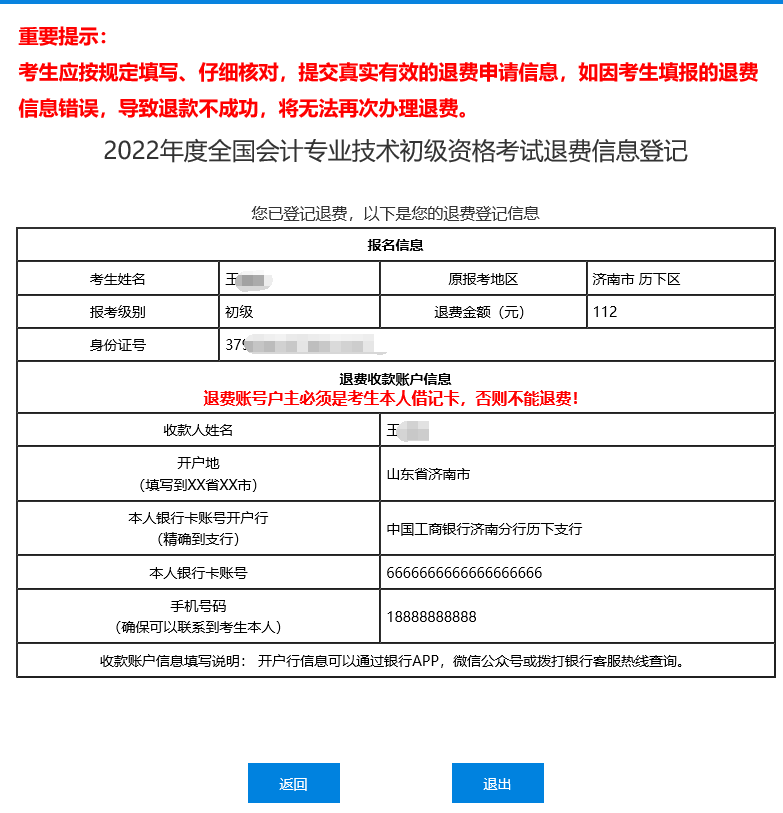 重要提示：
考生应按规定填写、仔细核对，提交真实有效的退费申请信息，如因考生填报的退费
信息错误，导致退款不成功，将无法再次办理退费。
2022年度全国会计专业技术初级资格考试退费信息登记
您已登记退费，以下是您的退费登记信息
报名信息
考生姓名 王 原报考地区 济南市 历下区
报考级别 初级 退费金额（元） 112
身份证号 379
退费收款账户信息
退费账号户主必须是考生本人借记卡，否则不能退费！
收款人姓名 王
开户地
（填写到XX省XX市） 山东省济南市
本人银行卡账号开户行
（精确到支行） 中国工商银行济南分行历下支行
本人银行卡账号 6666666666666666666
手机号码
（确保可以联系到考生本人） 18888888888
收款账户信息填写说明： 开户行信息可以通过银行APP，微信公众号或拨打银行客服热线查询。
返回 退出